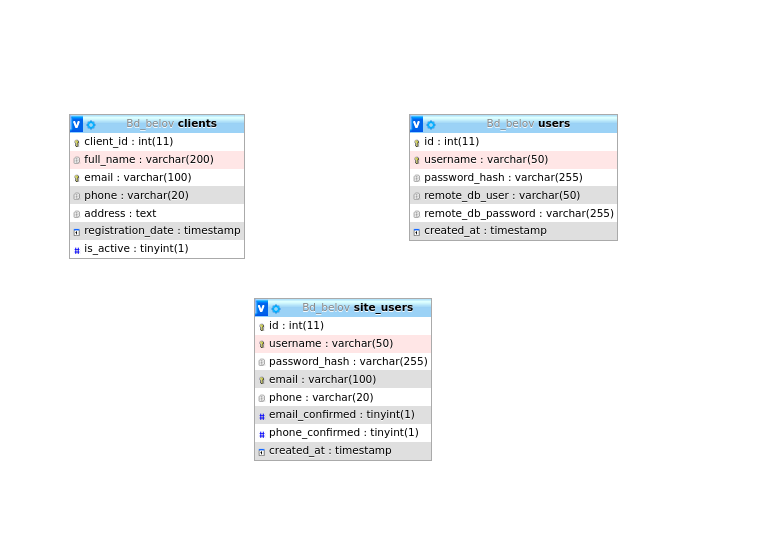 v Bd_belov clients
client_id : int(11)
full_name : varchar(200)
email : varchar(100)
phone : varchar(20)
address : text
registration_date : timestamp
# is_active : tinyint(1)
v Bd_belov users
id : int(11)
username : varchar(50)
password_hash : varchar(255)
remote_db_user : varchar(50)
remote_db_password : varchar(255)
created_at : timestamp
v Bd_belov site_users
id : int(11)
username : varchar(50)
password_hash : varchar(255)
email : varchar(100)
phone : varchar(20)
# email_confirmed : tinyint(1)
# phone_confirmed : tinyint(1)
created_at : timestamp